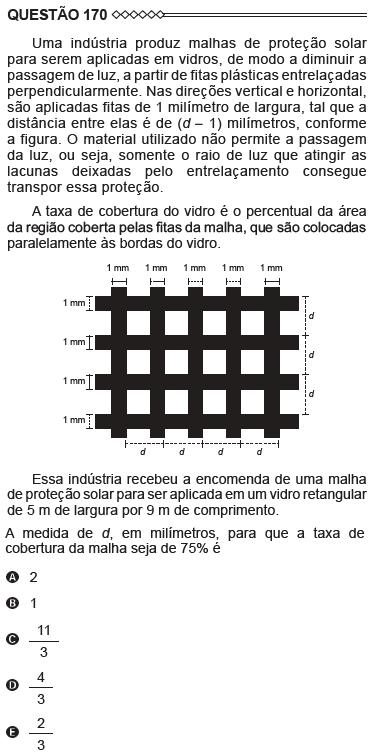 QUESTÃO 170
Uma indústria produz malhas de proteção solar
para serem aplicadas em vidros, de modo a diminuir a
passagem de luz, a partir de fitas plásticas entrelaçadas
perpendicularmente. Nas direções vertical e horizontal,
são aplicadas fitas de 1 milímetro de largura, tal que a
distância entre elas é de (d – 1) milímetros, conforme
a figura. O material utilizado não permite a passagem
da luz, ou seja, somente o raio de luz que atingir as
lacunas deixadas pelo entrelaçamento consegue
transpor essa proteção.
A taxa de cobertura do vidro é o percentual da área
da região coberta pelas fitas da malha, que são colocadas
paralelamente às bordas do vidro.
1 mm 1 mm 1 mm 1 mm 1 mm
1 mm
d
1 mm
d
1 mm
d
1 mm
d d d d
Essa indústria recebeu a encomenda de uma malha
de proteção solar para ser aplicada em um vidro retangular
de 5 m de largura por 9 m de comprimento.
A medida de d, em milímetros, para que a taxa de
cobertura da malha seja de 75% é
A 2
B 1
C 11/3
D 4/3
E 2/3